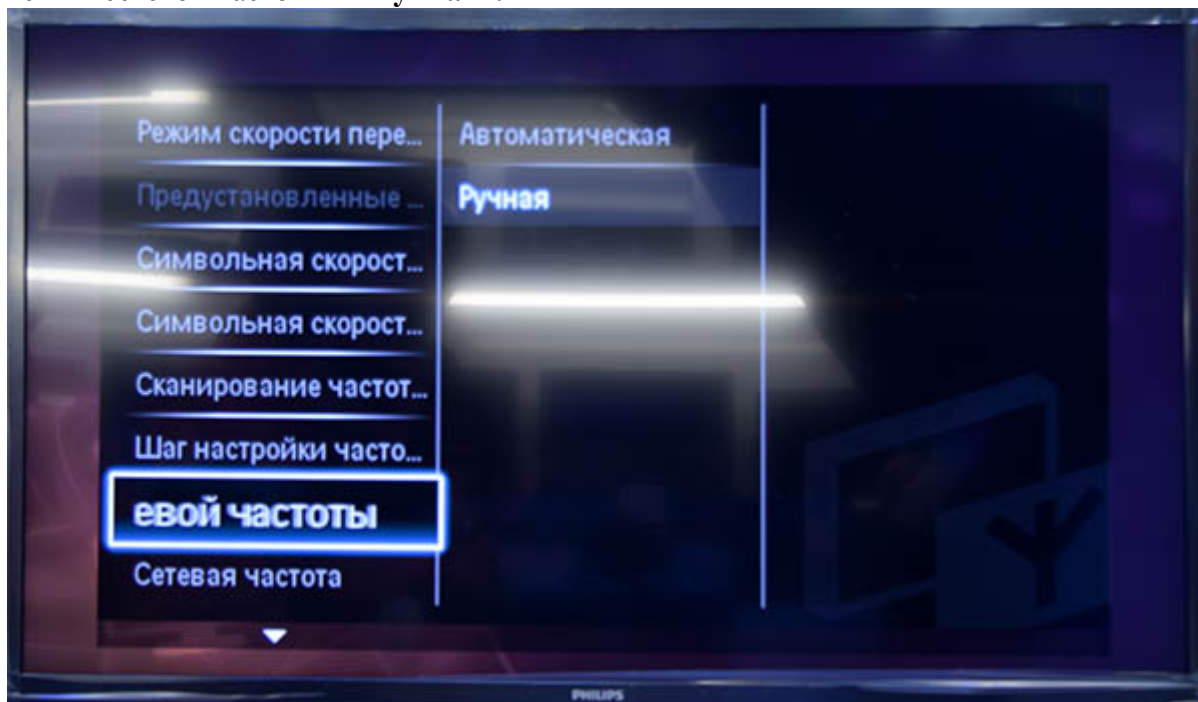 Режим скорости пере...
Предустановленные ...
Символьная скорост...
Символьная скорост...
Сканирование частот...
Шаг настройки часто...
евой частоты
Сетевая частота
Автоматическая
Ручная
PHILIPS